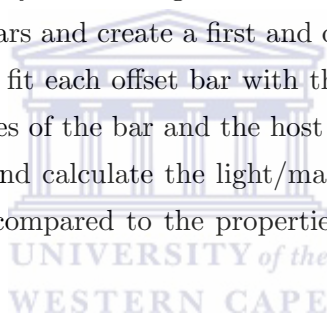 ars and create a first and
fit each offset bar with th
es of the bar and the host
nd calculate the light/ma
compared to the propertie
UNIVERSITY of the
WESTERN CAPE